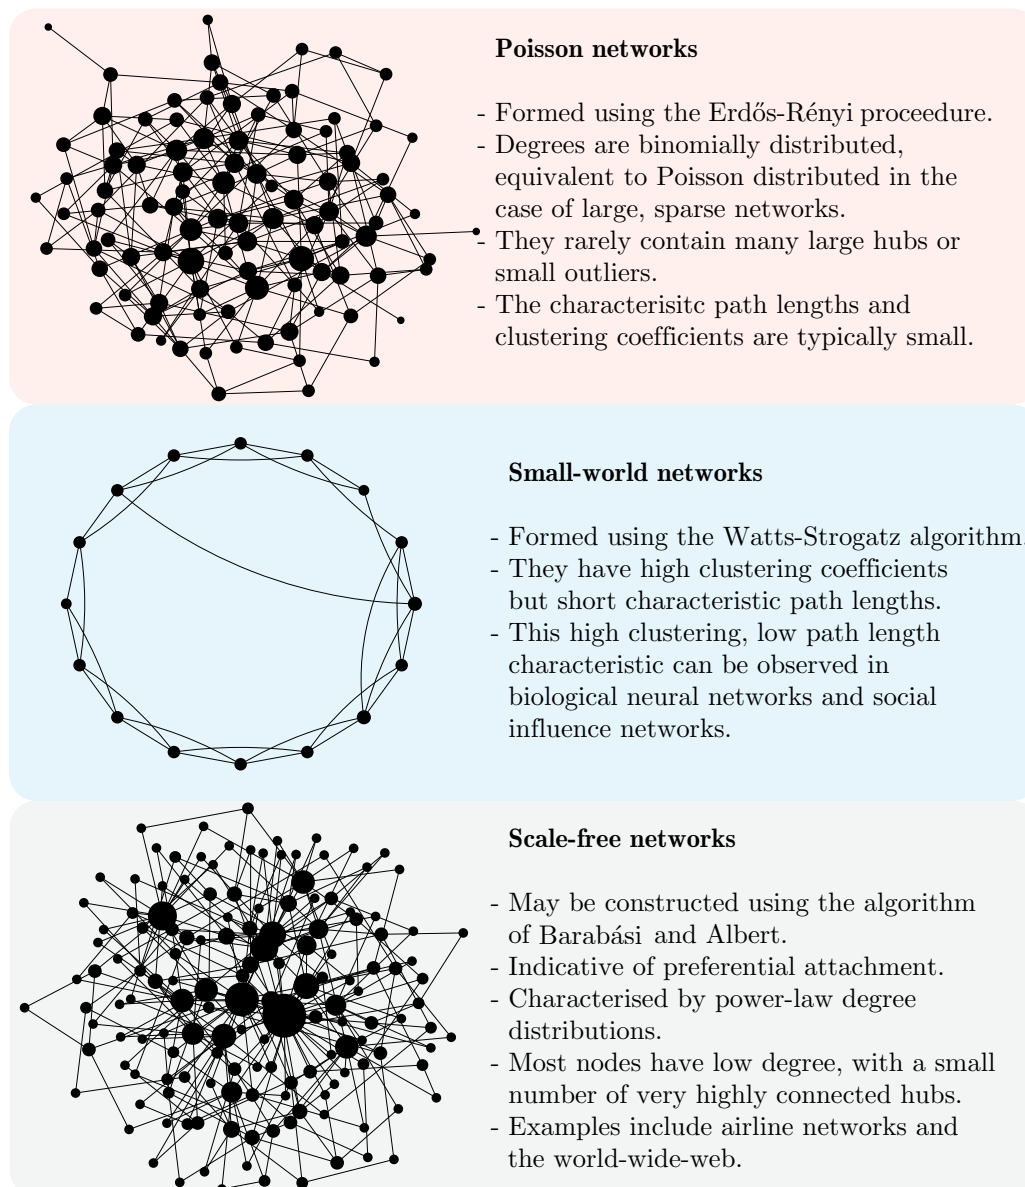 Poisson networks
- Formed using the Erdős-Rényi proceedure.
- Degrees are binomially distributed,
equivalent to Poisson distributed in the
case of large, sparse networks.
- They rarely contain many large hubs or
small outliers.
- The characterisitc path lengths and
clustering coefficients are typically small.
Small-world networks
- Formed using the Watts-Strogatz algorithm.
- They have high clustering coefficients
but short characteristic path lengths.
- This high clustering, low path length
characteristic can be observed in
biological neural networks and social
influence networks.
Scale-free networks
- May be constructed using the algorithm
of Barabási and Albert.
- Indicative of preferential attachment.
- Characterised by power-law degree
distributions.
- Most nodes have low degree, with a small
number of very highly connected hubs.
- Examples include airline networks and
the world-wide-web.